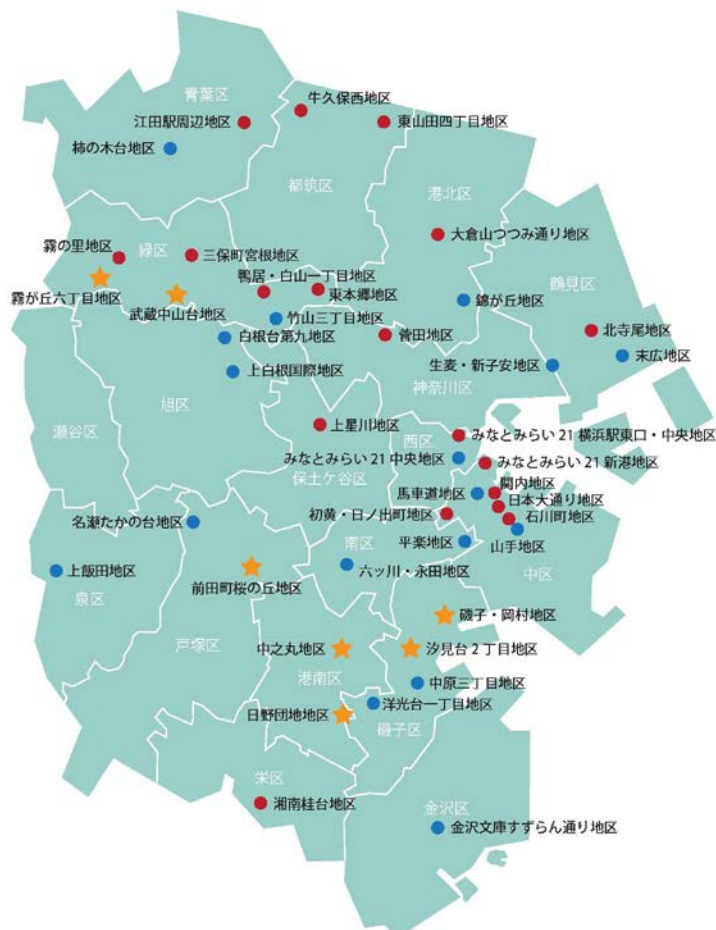 牛久保西地区
青葉区
江田駅周辺地区
東山田四丁目地区
柿の木台地区
都筑区
港北区
大倉山つつみ通り地区
霧の里地区
緑区
三保町宮根地区
鶴見区
鴨居・白山一丁目地区
霧が丘六丁目地区
東本郷地区
武蔵中山台地区
錦が丘地区
竹山三丁目地区
白根台第九地区
菅田地区
北寺尾地区
末広地区
生麦・新子安地区
上白根国際地区
神奈川区
旭区
上星川地区
瀬谷区
西区
みなとみらい 21 横浜駅東口・中央地区
みなとみらい 21 中央地区
みなとみらい 21 新港地区
保土ケ谷区
関内地区
馬車道地区
日本大通り地区
初黄・日ノ出町地区
石川町地区
名瀬たかの台地区
山手地区
南区
平楽地区
上飯田地区
六ッ川・永田地区
中区
泉区
前田町桜の丘地区
磯子・岡村地区
戸塚区
中之丸地区
汐見台 2 丁目地区
港南区
中原三丁目地区
洋光台一丁目地区
日野団地地区
磯子区
栄区
湘南桂台地区
金沢区
金沢文庫すずらん通り地区